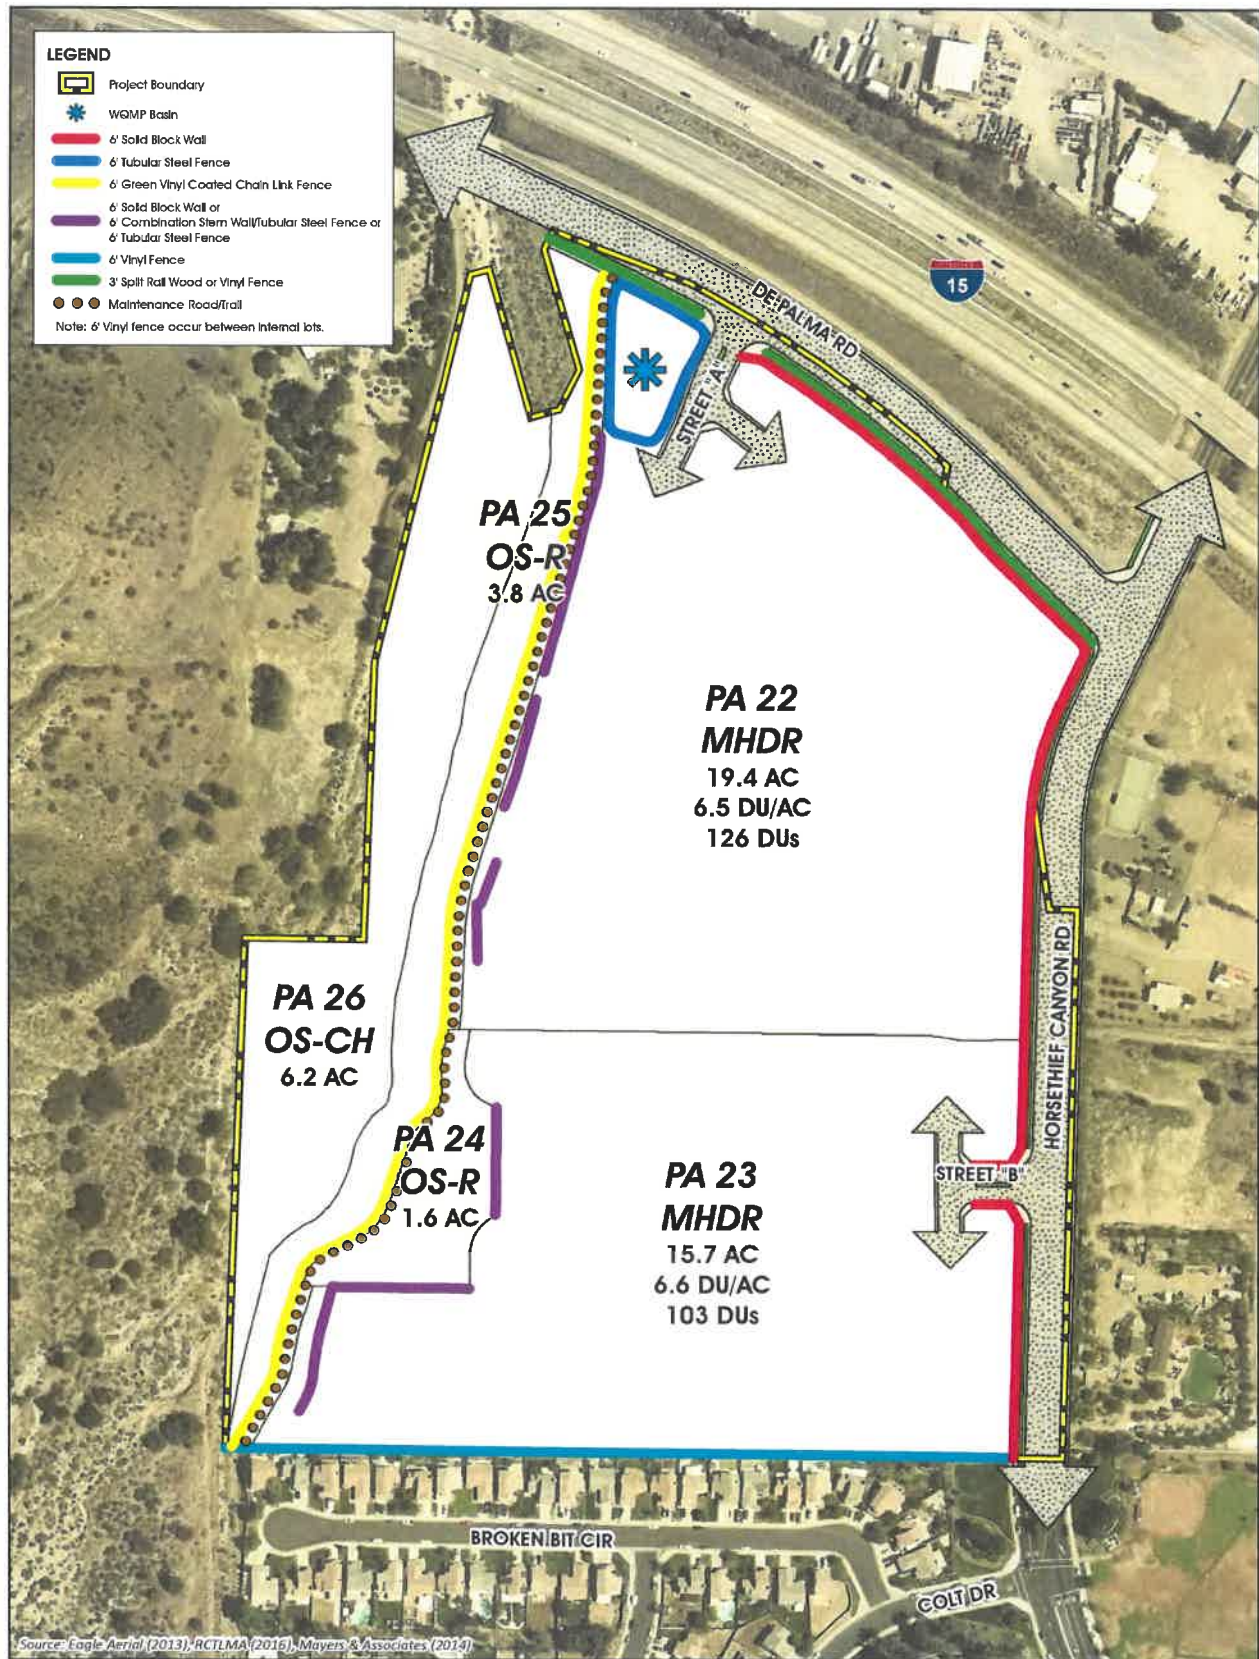 LEGEND
Project Boundary
WQMP Basin
6' Solid Block Wall
6' Tubular Steel Fence
6' Green Vinyl Coated Chain Link Fence
6' Solid Block Wall or
6' Combination Stem Wall/Tubular Steel Fence or
6' Tubular Steel Fence
6' Vinyl Fence
3' Split Rail Wood or Vinyl Fence
Maintenance Road/Trail
Note: 6' Vinyl fence occur between internal lots.
15
DE PALMA RD
STREET "A"
PA 25
OS-R
3.8 AC
PA 22
MHDR
19.4 AC
6.5 DU/AC
126 DUs
HORSETHIEF CANYON RD
PA 26
OS-CH
6.2 AC
PA 24
OS-R
1.6 AC
PA 23
MHDR
15.7 AC
6.6 DU/AC
103 DUs
STREET "B"
BROKEN BIT CIR
COLT DR
Source: Eagle Aerial (2013), RCTLMA (2016), Mayers & Associates (2014)